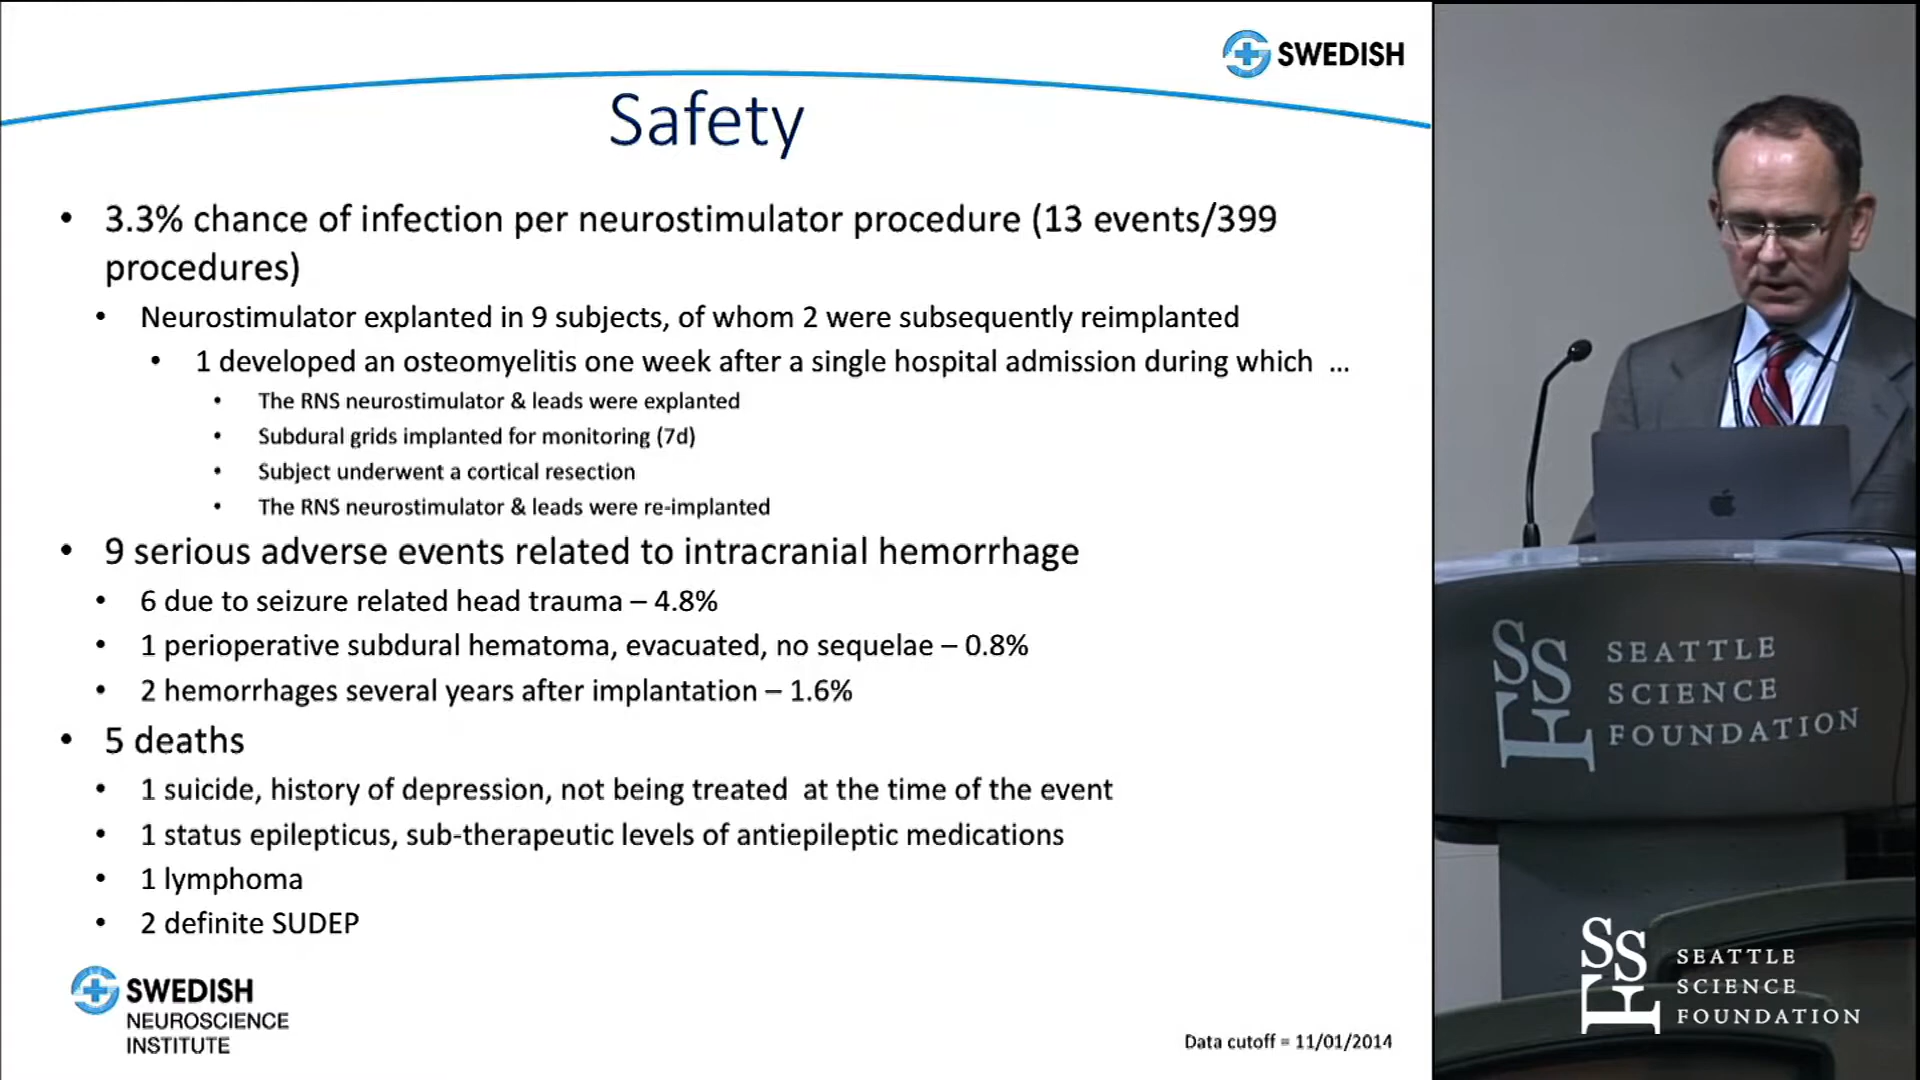 SWEDISH
Safety
• 3.3% chance of infection per neurostimulator procedure (13 events/399
procedures)
• Neurostimulator explanted in 9 subjects, of whom 2 were subsequently reimplanted
• 1 developed an osteomyelitis one week after a single hospital admission during which ...
• The RNS neurostimulator & leads were explanted
• Subdural grids implanted for monitoring (7d)
• Subject underwent a cortical resection
• The RNS neurostimulator & leads were re-implanted
• 9 serious adverse events related to intracranial hemorrhage
• 6 due to seizure related head trauma – 4.8%
• 1 perioperative subdural hematoma, evacuated, no sequelae – 0.8%
• 2 hemorrhages several years after implantation – 1.6%
• 5 deaths
• 1 suicide, history of depression, not being treated  at the time of the event
• 1 status epilepticus, sub-therapeutic levels of antiepileptic medications
• 1 lymphoma
• 2 definite SUDEP
SWEDISH
NEUROSCIENCE
INSTITUTE
Data cutoff = 11/01/2014
SSF
SEATTLE
SCIENCE
FOUNDATION
SSF
SEATTLE
SCIENCE
FOUNDATION